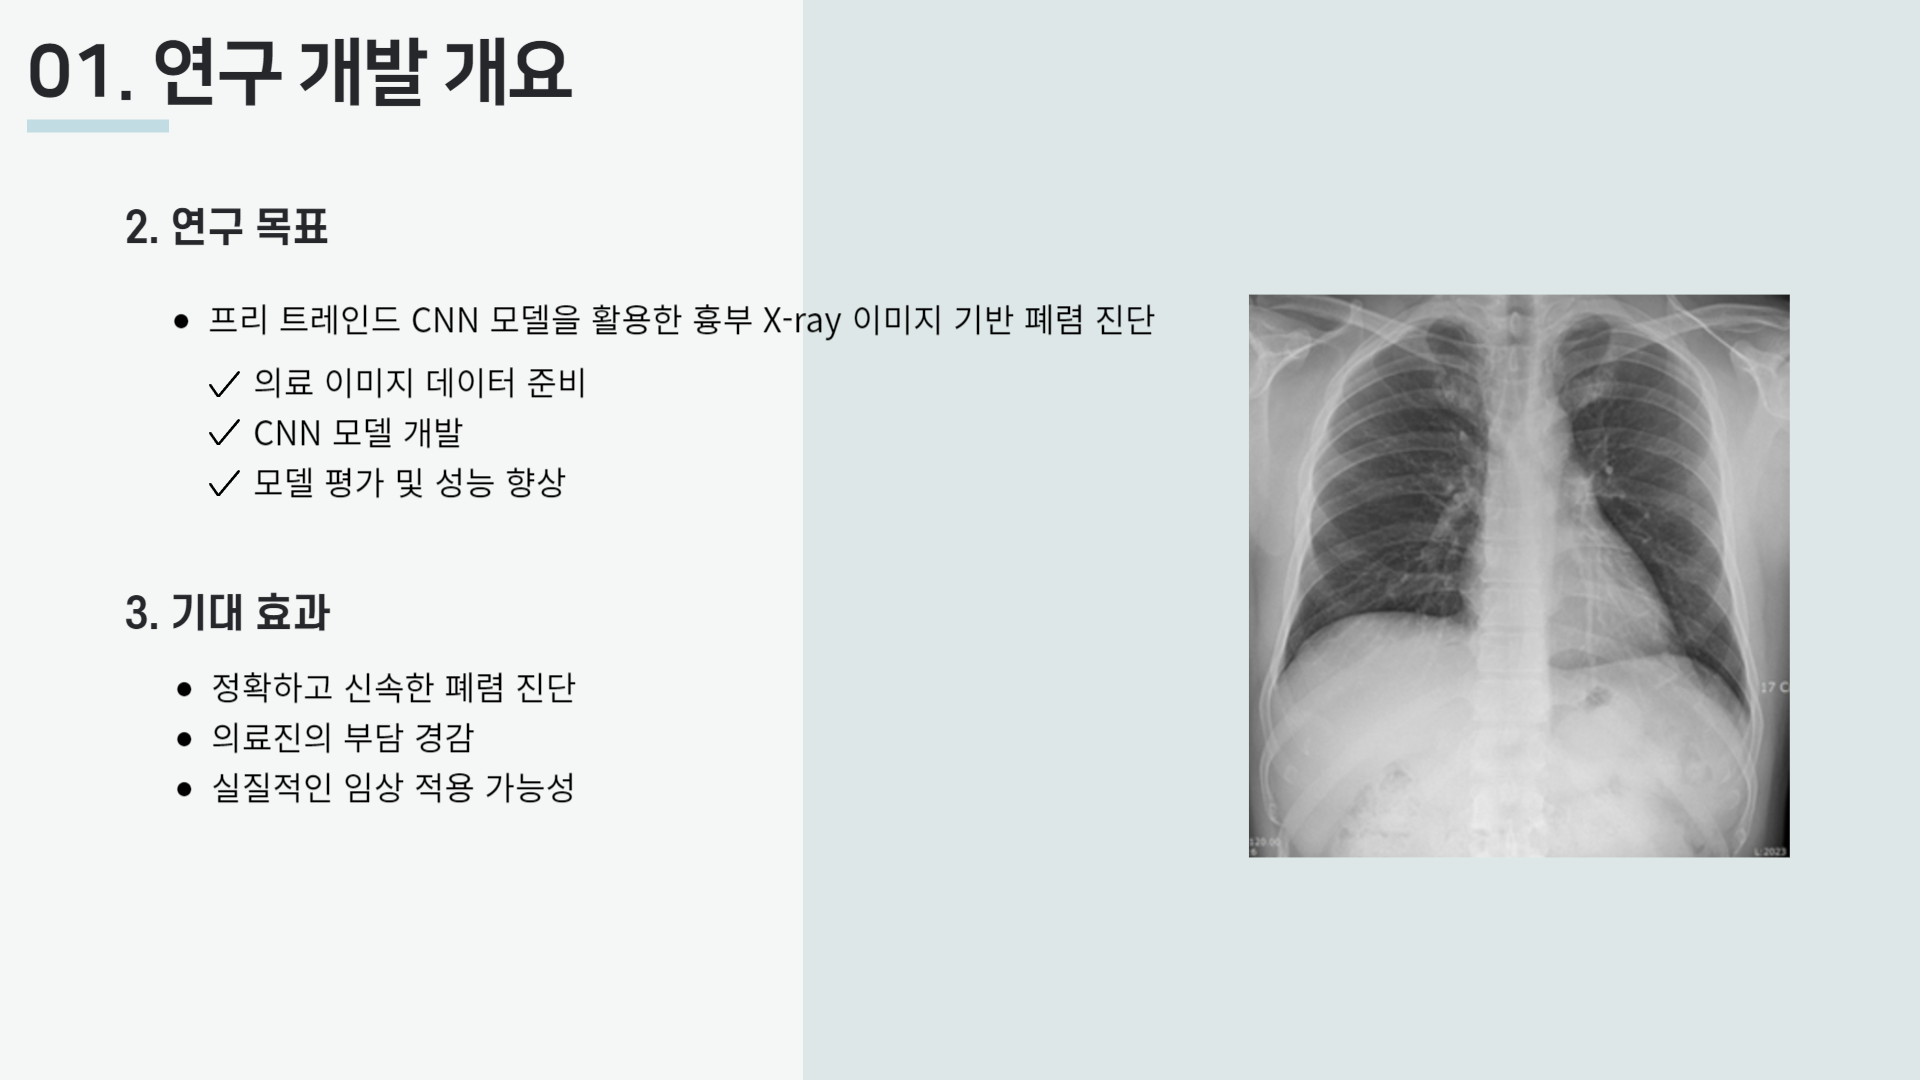 01. 연구 개발 개요
2. 연구 목표
● 프리 트레인드 CNN 모델을 활용한 흉부 X-ray 이미지 기반 폐렴 진단
✓ 의료 이미지 데이터 준비
✓ CNN 모델 개발
✓ 모델 평가 및 성능 향상
3. 기대 효과
● 정확하고 신속한 폐렴 진단
● 의료진의 부담 경감
● 실질적인 임상 적용 가능성
17 C
120.00
L:2023